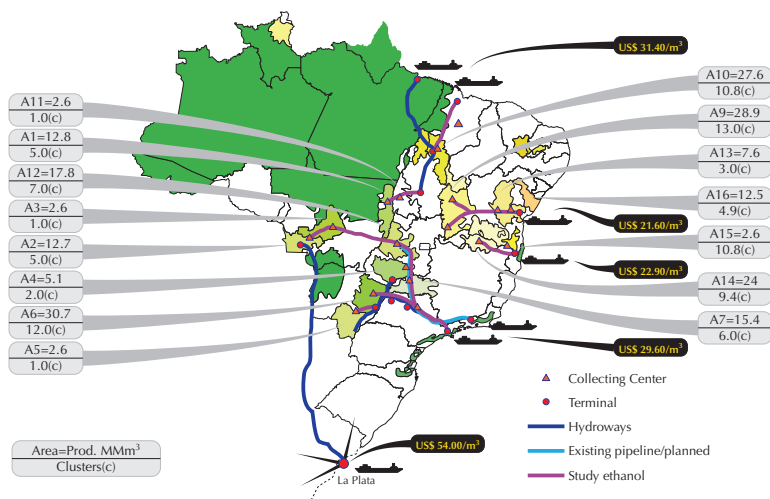 US$ 31.40/m³
A11=2.6
1.0(c)
A1=12.8
5.0(c)
A12=17.8
7.0(c)
A3=2.6
1.0(c)
A2=12.7
5.0(c)
A4=5.1
2.0(c)
A6=30.7
12.0(c)
A5=2.6
1.0(c)
A10=27.6
10.8(c)
A9=28.9
13.0(c)
A13=7.6
3.0(c)
A16=12.5
4.9(c)
US$ 21.60/m³
A15=2.6
10.8(c)
US$ 22.90/m³
A14=24
9.4(c)
A7=15.4
6.0(c)
US$ 29.60/m³
Collecting Center
Terminal
Hydroways
Existing pipeline/planned
Study ethanol
US$ 54.00/m³
Area=Prod. MMm³
Clusters(c)
La Plata